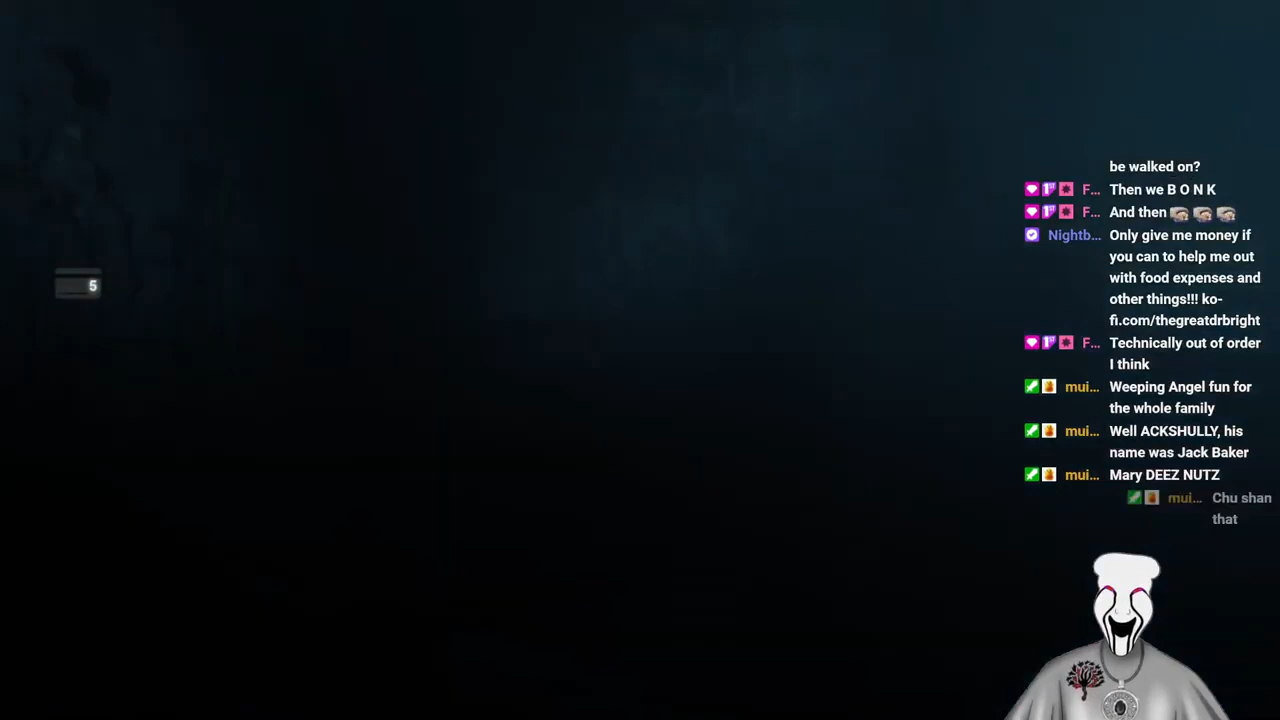 be walked on?
F... Then we B O N K
F... And then
Nightb... Only give me money if
you can to help me out
with food expenses and
other things!!! ko-
fi.com/thegreatdrbright
F... Technically out of order
I think
mui... Weeping Angel fun for
the whole family
mui... Well ACKSHULLY, his
name was Jack Baker
mui... Mary DEEZ NUTZ
mui... Chu shan
that
5